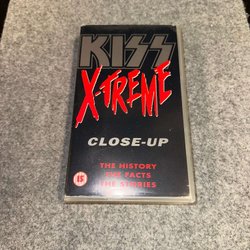 KISS
X-TREME
CLOSE-UP
THE HISTORY
THE FACTS
THE STORIES
15